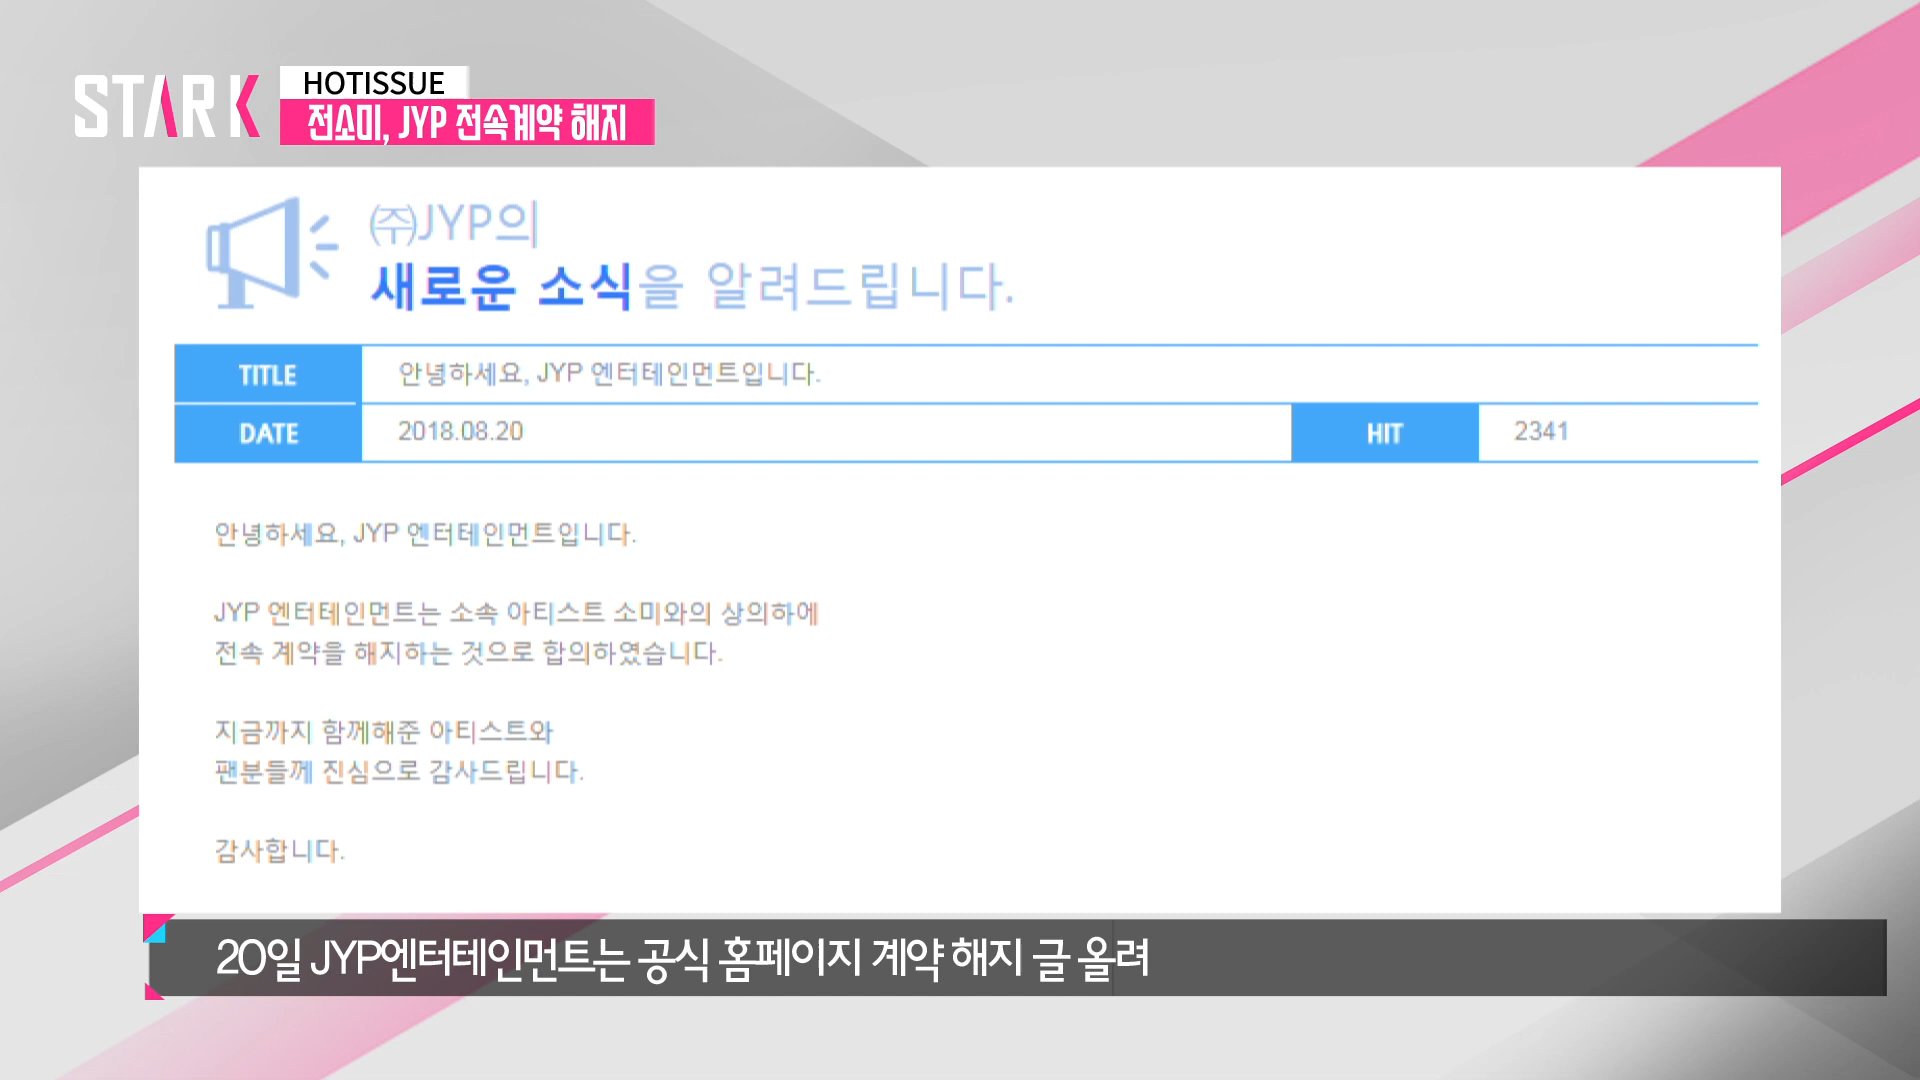 STARK
HOTISSUE
전소미, JYP 전속계약 해지
㈜JYP의
새로운 소식을 알려드립니다.
TITLE 안녕하세요, JYP 엔터테인먼트입니다.
DATE 2018.08.20 HIT 2341
안녕하세요, JYP 엔터테인먼트입니다.
JYP 엔터테인먼트는 소속 아티스트 소미와의 상의하에
전속 계약을 해지하는 것으로 합의하였습니다.
지금까지 함께해준 아티스트와
팬분들께 진심으로 감사드립니다.
감사합니다.
20일 JYP엔터테인먼트는 공식 홈페이지 계약 해지 글 올려